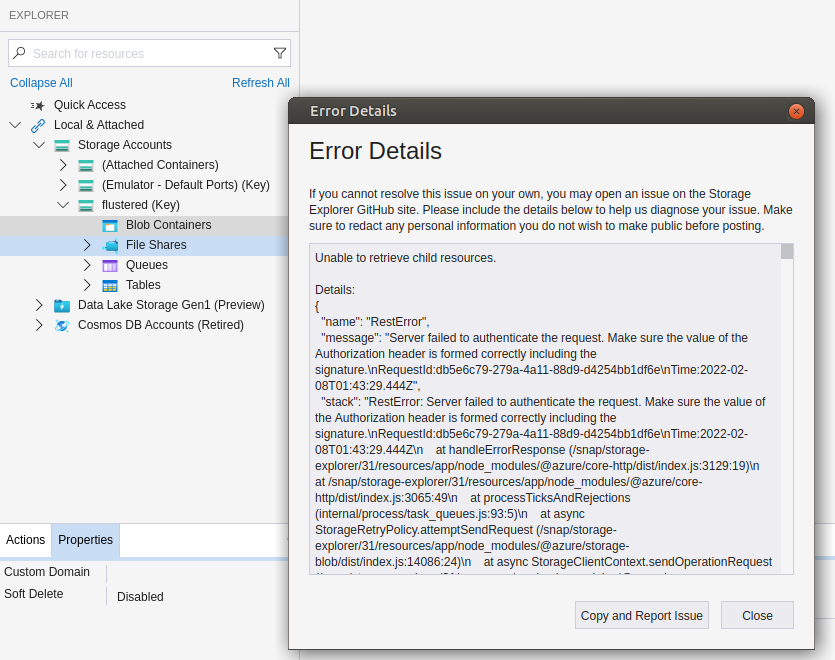 EXPLORER
Search for resources
Collapse All Refresh All
Quick Access
Local & Attached
Storage Accounts
(Attached Containers)
(Emulator - Default Ports) (Key)
flustered (Key)
Blob Containers
File Shares
Queues
Tables
Data Lake Storage Gen1 (Preview)
Cosmos DB Accounts (Retired)
Actions Properties
Custom Domain
Soft Delete Disabled
Error Details
Error Details
If you cannot resolve this issue on your own, you may open an issue on the Storage
Explorer GitHub site. Please include the details below to help us diagnose your issue. Make
sure to redact any personal information you do not wish to make public before posting.
Unable to retrieve child resources.
Details:
{
"name": "RestError",
"message": "Server failed to authenticate the request. Make sure the value of the
Authorization header is formed correctly including the
signature.\nRequestId:db5e6c79-279a-4a11-88d9-d4254bb1df6e\nTime:2022-02-
08T01:43:29.444Z",
"stack": "RestError: Server failed to authenticate the request. Make sure the value of
the Authorization header is formed correctly including the
signature.\nRequestId:db5e6c79-279a-4a11-88d9-d4254bb1df6e\nTime:2022-02-
08T01:43:29.444Z\n    at handleErrorResponse (/snap/storage-
explorer/31/resources/app/node_modules/@azure/core-http/dist/index.js:3129:19)\n
at /snap/storage-explorer/31/resources/app/node_modules/@azure/core-
http/dist/index.js:3065:49\n    at processTicksAndRejections
(internal/process/task_queues.js:93:5)\n    at async
StorageRetryPolicy.attemptSendRequest (/snap/storage-
explorer/31/resources/app/node_modules/@azure/storage-
blob/dist/index.js:14086:24)\n    at async StorageClientContext.sendOperationRequest
Copy and Report Issue Close